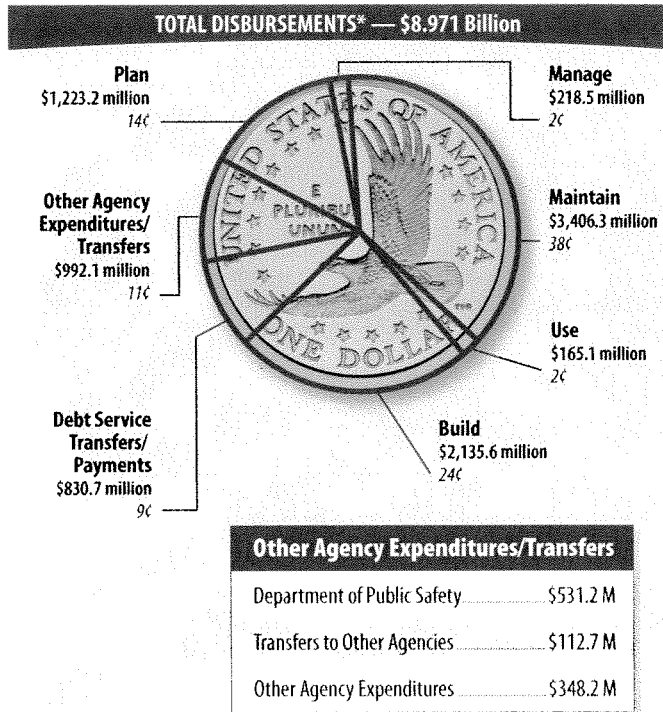 TOTAL DISBURSEMENTS* — $8.971 Billion
Plan
$1,223.2 million
14¢
Manage
$218.5 million
2¢
Other Agency
Expenditures/
Transfers
$992.1 million
11¢
Maintain
$3,406.3 million
38¢
Use
$165.1 million
2¢
Debt Service
Transfers/
Payments
$830.7 million
9¢
Build
$2,135.6 million
24¢
UNITED STATES OF AMERICA
E
PLURIBU
UNUM
ONE DOLLAR
Other Agency Expenditures/Transfers
Department of Public Safety $531.2 M
Transfers to Other Agencies $112.7 M
Other Agency Expenditures $348.2 M